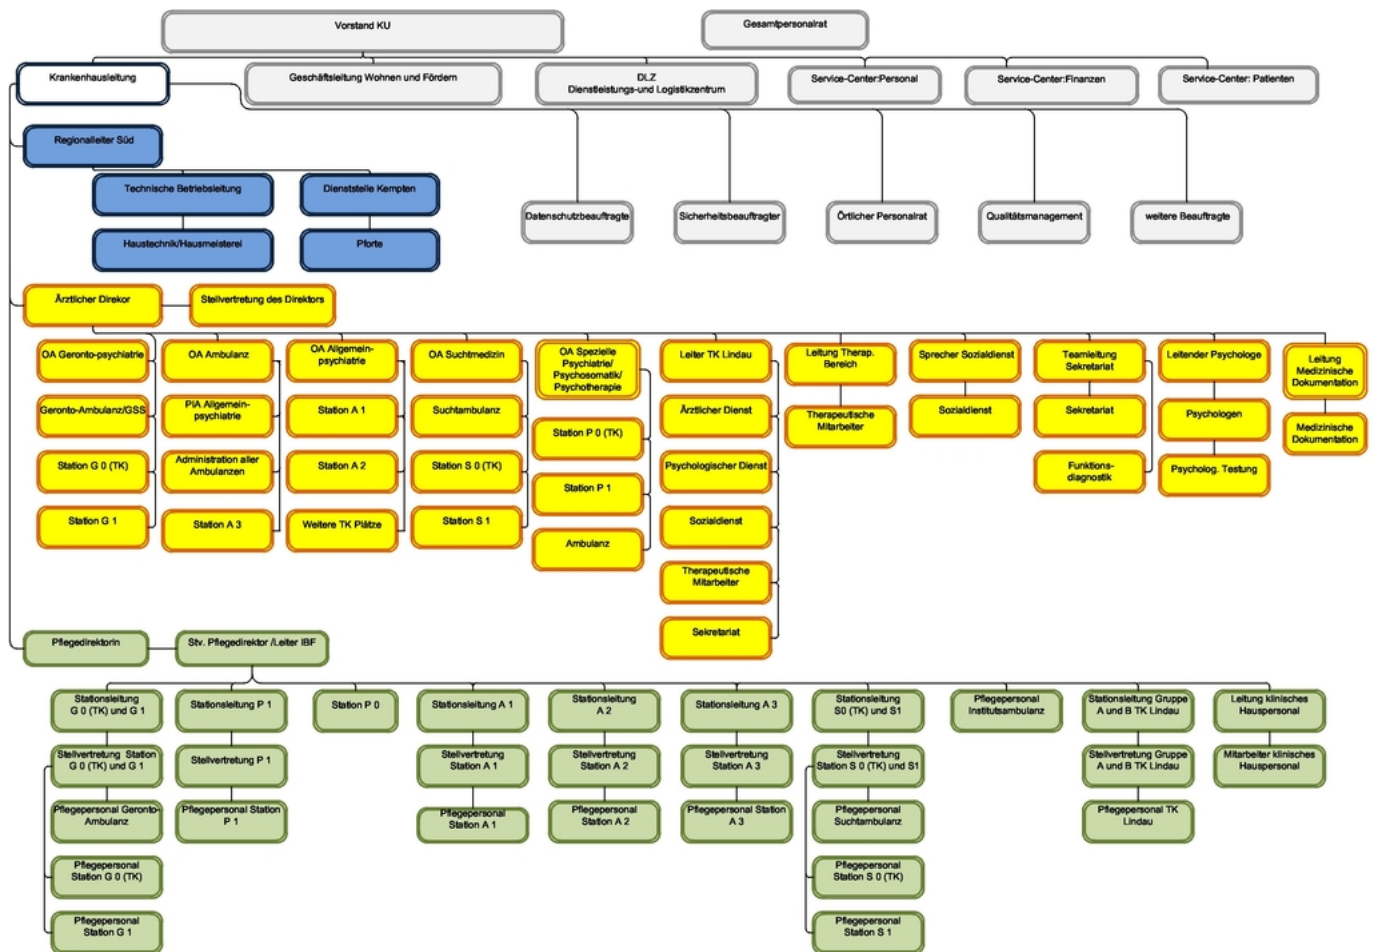 Vorstand KU
Gesamtpersonalrat
Krankenhausleitung
Geschäftsleitung Wohnen und Fördern
DLZ
Dienstleistungs-und Logistikzentrum
Service-Center:Personal
Service-Center:Finanzen
Service-Center: Patienten
Regionalleiter Süd
Technische Betriebsleitung
Dienststelle Kempten
Haustechnik/Hausmeisterei
Pforte
Datenschutzbeauftragte
Sicherheitsbeauftragter
Örtlicher Personalrat
Qualitätsmanagement
weitere Beauftragte
Ärztlicher Direkor
Stellvertretung des Direktors
OA Geronto-psychiatrie
Geronto-Ambulanz/GSS
Station G 0 (TK)
Station G 1
OA Ambulanz
PIA Allgemein-
psychiatrie
Administration aller
Ambulanzen
Station A 3
OA Allgemein-
psychiatrie
Station A 1
Station A 2
Weitere TK Plätze
OA Suchtmedizin
Suchtambulanz
Station S 0 (TK)
Station S 1
OA Spezielle
Psychiatrie/
Psychosomatik/
Psychotherapie
Station P 0 (TK)
Station P 1
Ambulanz
Leiter TK Lindau
Ärztlicher Dienst
Psychologischer Dienst
Sozialdienst
Therapeutische
Mitarbeiter
Sekretariat
Leitung Therap.
Bereich
Therapeutische
Mitarbeiter
Sprecher Sozialdienst
Sozialdienst
Teamleitung
Sekretariat
Sekretariat
Funktions-
diagnostik
Leitender Psychologe
Psychologen
Psycholog. Testung
Leitung
Medizinische
Dokumentation
Medizinische
Dokumentation
Pflegedirektorin
Stv. Pflegedirektor /Leiter IBF
Stationsleitung
G 0 (TK) und G 1
Stellvertretung Station
G 0 (TK) und G 1
Pflegepersonal Geronto-
Ambulanz
Pflegepersonal
Station G 0 (TK)
Pflegepersonal
Station G 1
Stationsleitung P 1
Stellvertretung P 1
Pflegepersonal Station
P 1
Station P 0
Stationsleitung A 1
Stellvertretung
Station A 1
Pflegepersonal
Station A 1
Stationsleitung
A 2
Stellvertretung
Station A 2
Pflegepersonal
Station A 2
Stationsleitung A 3
Stellvertretung
Station A 3
Pflegepersonal Station
A 3
Stationsleitung
S0 (TK) und S1
Stellvertretung
Station S 0 (TK) und S1
Pflegepersonal
Suchtambulanz
Pflegepersonal
Station S 0 (TK)
Pflegepersonal
Station S 1
Pflegepersonal
Institutsambulanz
Stationsleitung Gruppe
A und B TK Lindau
Stellvertretung Gruppe
A und B TK Lindau
Pflegepersonal TK
Lindau
Leitung klinisches
Hauspersonal
Mitarbeiter klinisches
Hauspersonal